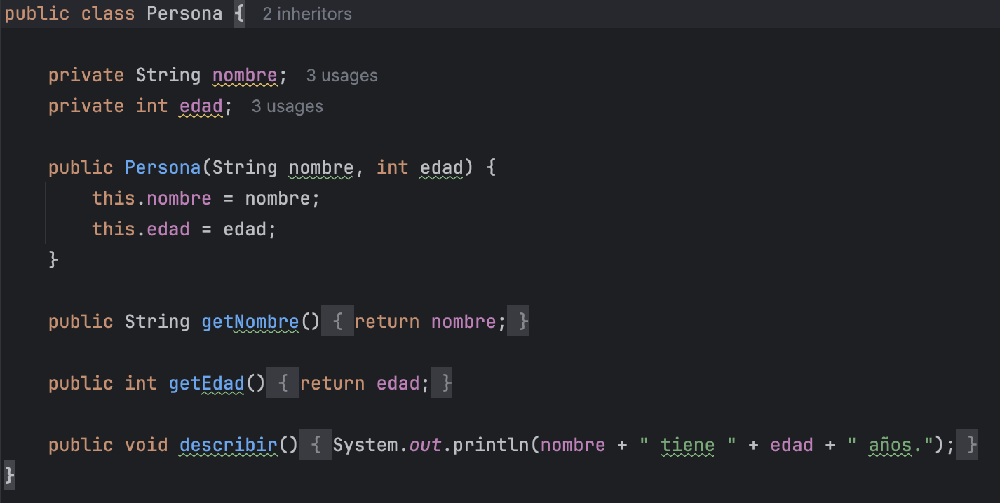 public class Persona { 2 inheritors
private String nombre; 3 usages
private int edad; 3 usages
public Persona(String nombre, int edad) {
this.nombre = nombre;
this.edad = edad;
}
public String getNombre() { return nombre; }
public int getEdad() { return edad; }
public void describir() { System.out.println(nombre + " tiene " + edad + " años."); }
}